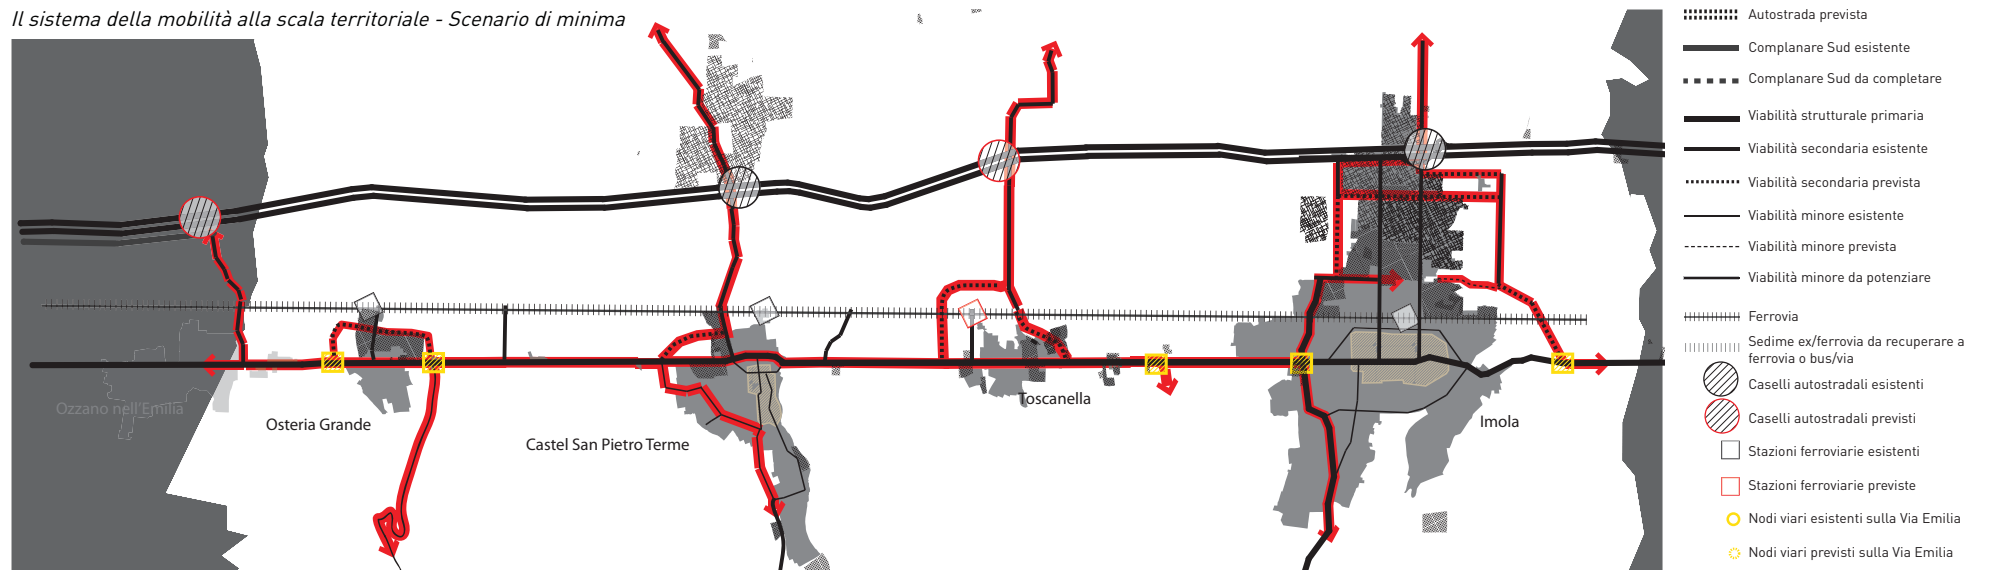 Il sistema della mobilità alla scala territoriale - Scenario di minima
Ozzano nell'Emilia
Osteria Grande
Castel San Pietro Terme
Toscanella
Imola
Autostrada prevista
Complanare Sud esistente
Complanare Sud da completare
Viabilità strutturale primaria
Viabilità secondaria esistente
Viabilità secondaria prevista
Viabilità minore esistente
Viabilità minore prevista
Viabilità minore da potenziare
Ferrovia
Sedime ex/ferrovia da recuperare a
ferrovia o bus/via
Caselli autostradali esistenti
Caselli autostradali previsti
Stazioni ferroviarie esistenti
Stazioni ferroviarie previste
Nodi viari esistenti sulla Via Emilia
Nodi viari previsti sulla Via Emilia